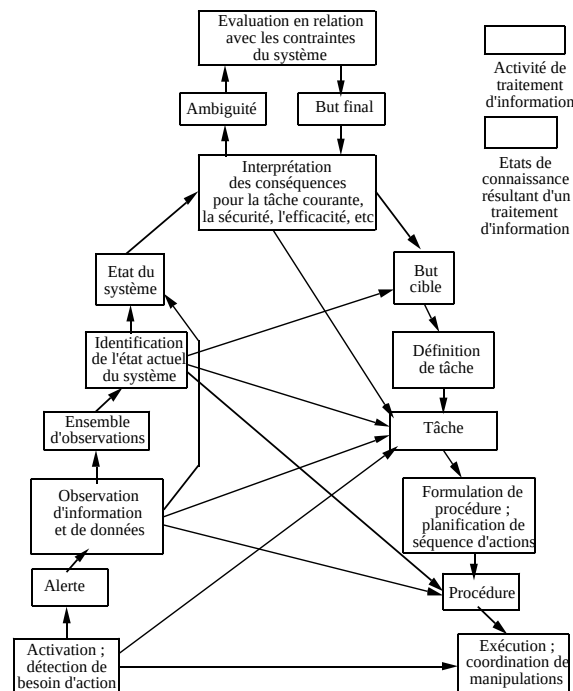 Evaluation en relation
avec les contraintes
du système
Ambiguité
But final
Interprétation
des conséquences
pour la tâche courante,
la sécurité, l'efficacité, etc
Etat du
système
But
cible
Identification
de l'état actuel
du système
Définition
de tâche
Ensemble
d'observations
Tâche
Observation
d'information
et de données
Formulation de
procédure ;
planification de
séquence d'actions
Alerte
Procédure
Activation ;
détection de
besoin d'action
Exécution ;
coordination de
manipulations
Activité de
traitement
d'information
Etats de
connaissance
résultant d'un
traitement
d'information